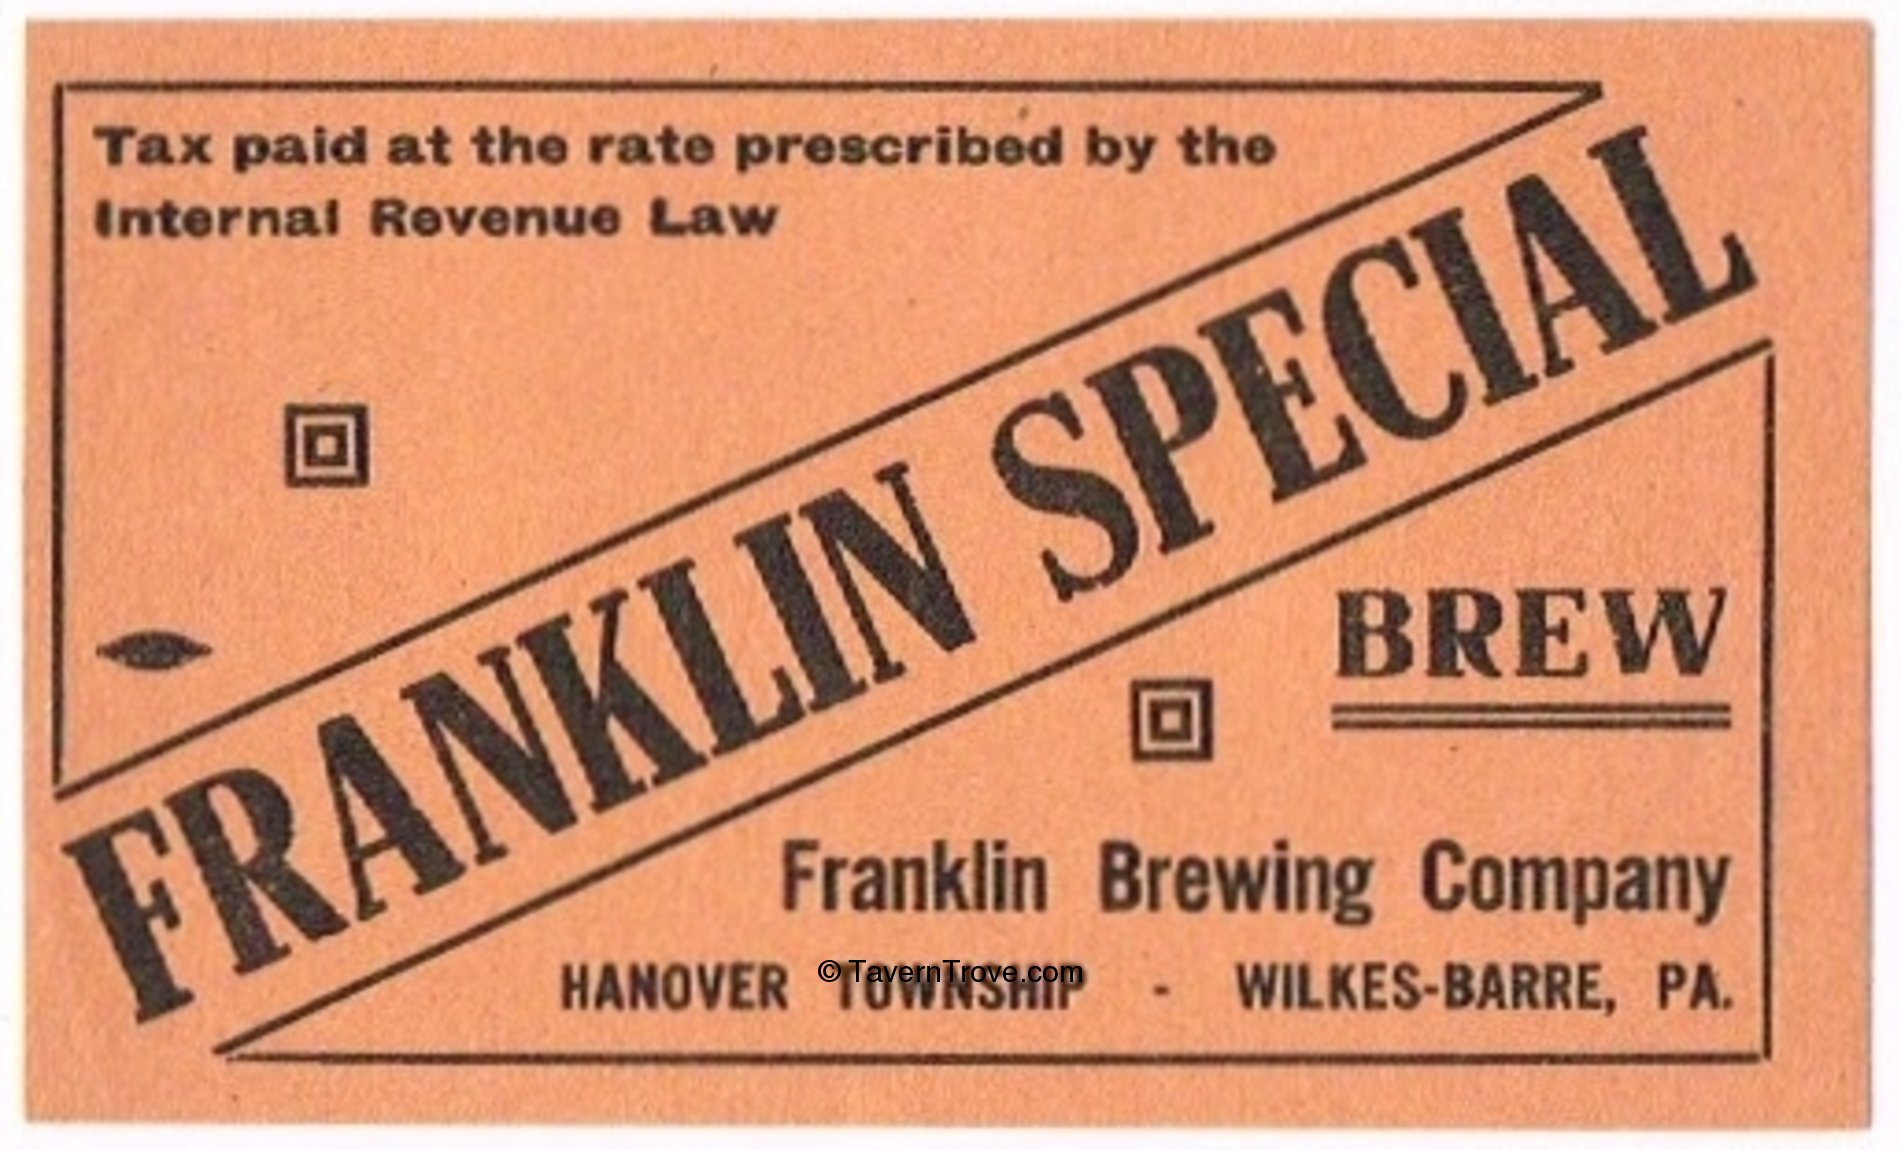 Tax paid at the rate prescribed by the
Internal Revenue Law
FRANKLIN SPECIAL
BREW
Franklin Brewing Company
HANOVER TOWNSHIP - WILKES-BARRE, PA.
© TavernTrove.com